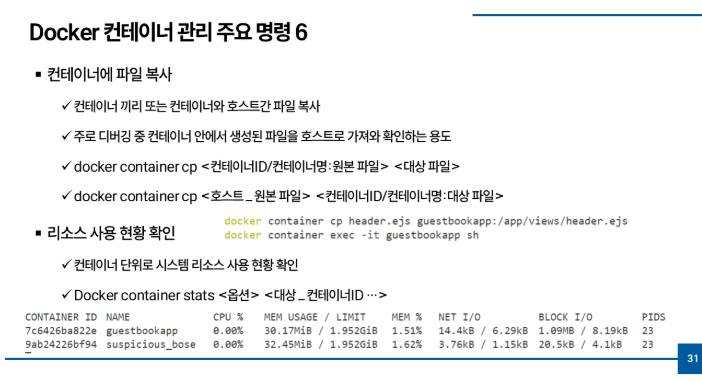 Docker 컨테이너 관리 주요 명령 6
▪ 컨테이너에 파일 복사
✓ 컨테이너 끼리 또는 컨테이너와 호스트간 파일 복사
✓ 주로 디버깅 중 컨테이너 안에서 생성된 파일을 호스트로 가져와 확인하는 용도
✓ docker container cp <컨테이너ID/컨테이너명:원본 파일> <대상 파일>
✓ docker container cp <호스트_원본 파일> <컨테이너ID/컨테이너명:대상 파일>
docker container cp header.ejs guestbookapp:/app/views/header.ejs
docker container exec -it guestbookapp sh
▪ 리소스 사용 현황 확인
✓ 컨테이너 단위로 시스템 리소스 사용 현황 확인
✓ Docker container stats <옵션> <대상_컨테이너ID …>
CONTAINER ID NAME CPU % MEM USAGE / LIMIT MEM % NET I/O BLOCK I/O PIDS
7c6426ba822e guestbookapp 0.00% 30.17MiB / 1.952GiB 1.51% 14.4kB / 6.29kB 1.09MB / 8.19kB 23
9ab24226bf94 suspicious_bose 0.00% 32.45MiB / 1.952GiB 1.62% 3.76kB / 1.15kB 20.5kB / 4.1kB 23
31